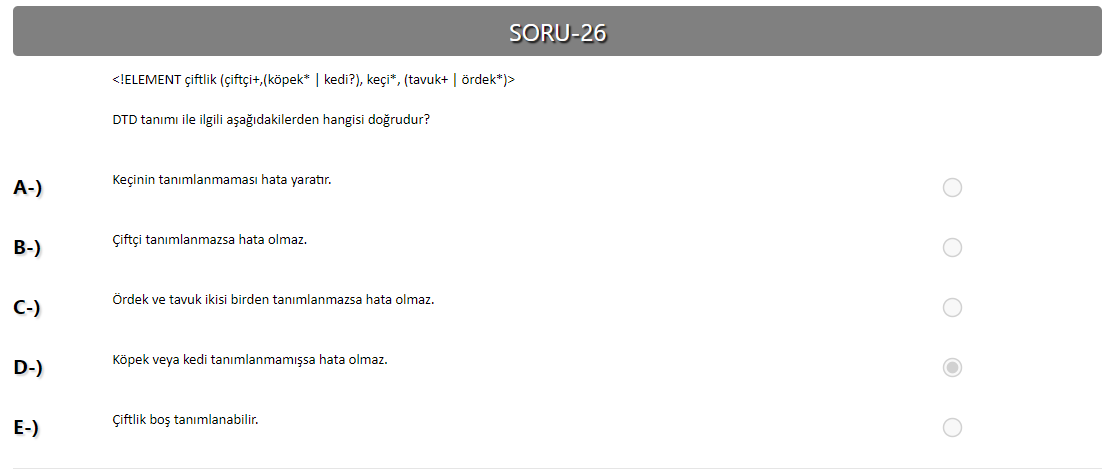 SORU-26
<!ELEMENT çiftlik (çiftçi+,(köpek* | kedi?), keçi*, (tavuk+ | ördek*)>
DTD tanımı ile ilgili aşağıdakilerden hangisi doğrudur?
A-) Keçinin tanımlanmaması hata yaratır.
B-) Çiftçi tanımlanmazsa hata olmaz.
C-) Ördek ve tavuk ikisi birden tanımlanmazsa hata olmaz.
D-) Köpek veya kedi tanımlanmamışsa hata olmaz.
E-) Çiftlik boş tanımlanabilir.